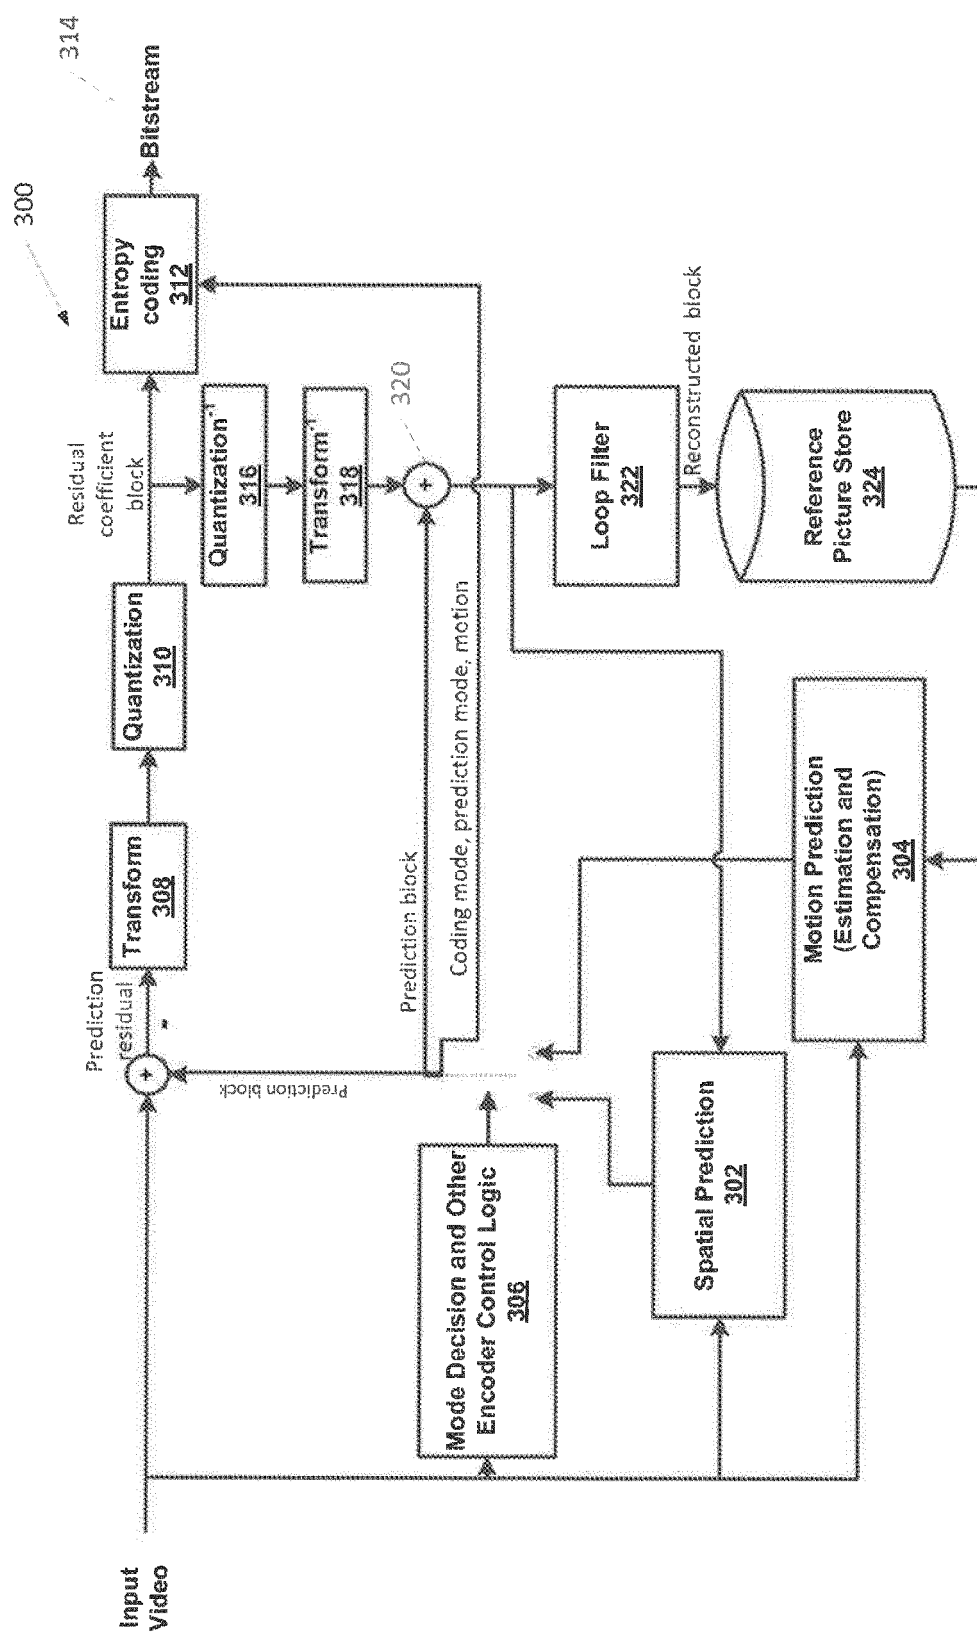 300
314
Input
Video
Prediction
residual
+
-
Transform
308
Quantization
310
Residual
coefficient
block
Entropy
coding
312
Bitstream
Quantization-1
316
Transform-1
318
320
+
Prediction block
Prediction block
Coding mode, prediction mode, motion
Mode Decision and Other
Encoder Control Logic
306
Spatial Prediction
302
Motion Prediction
(Estimation and
Compensation)
304
Loop Filter
322
Reconstructed block
Reference
Picture Store
324